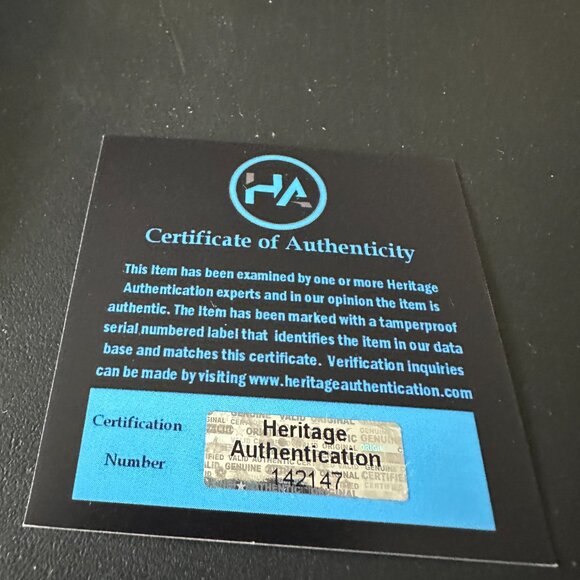 HA
Certificate of Authenticity
This Item has been examined by one or more Heritage
Authentication experts and in our opinion the item is
authentic. The Item has been marked with a tamperproof
serial numbered label that identifies the item in our data
base and matches this certificate. Verification inquiries
can be made by visiting www.heritageauthentication.com
Certification
Number
Heritage
Authentication
142147